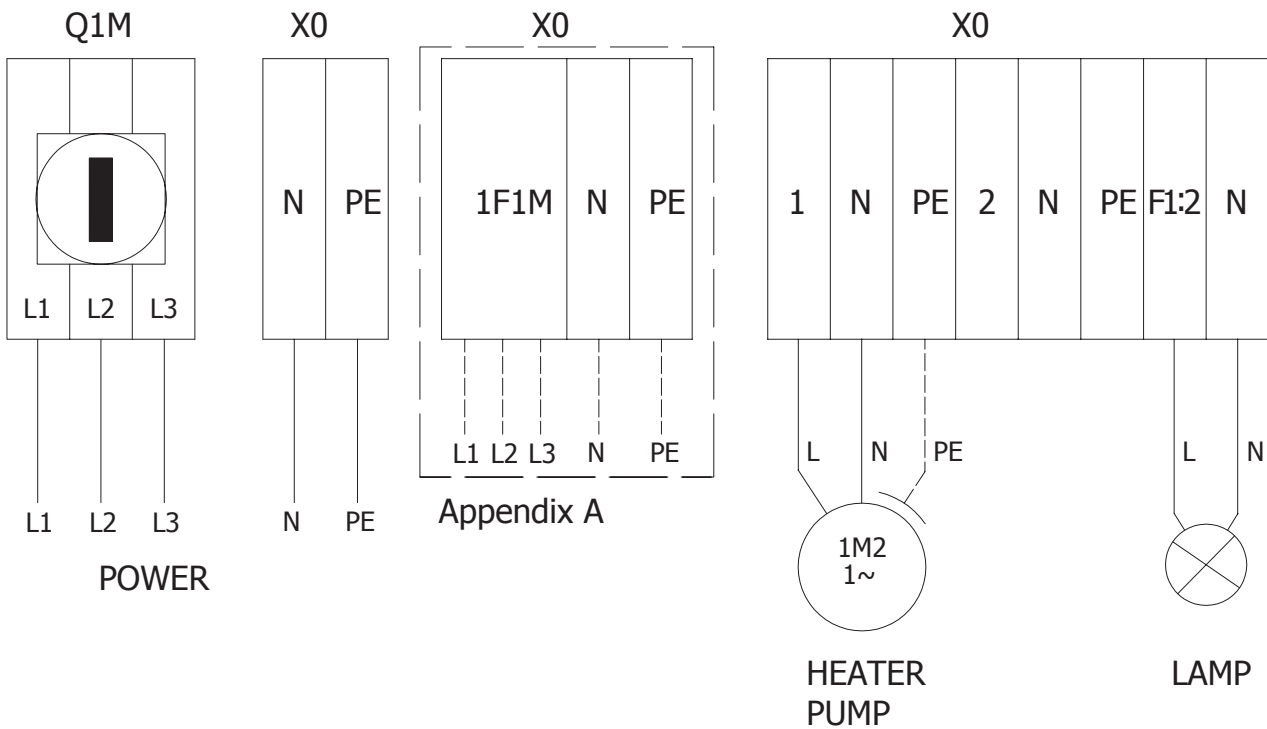 Q1M X0 X0 X0
N PE 1F1M N PE 1 N PE 2 N PE F1:2 N
L1 L2 L3
L1 L2 L3 N PE L N PE L N
Appendix A
L1 L2 L3 N PE
POWER
1M2
1~
HEATER
PUMP
LAMP